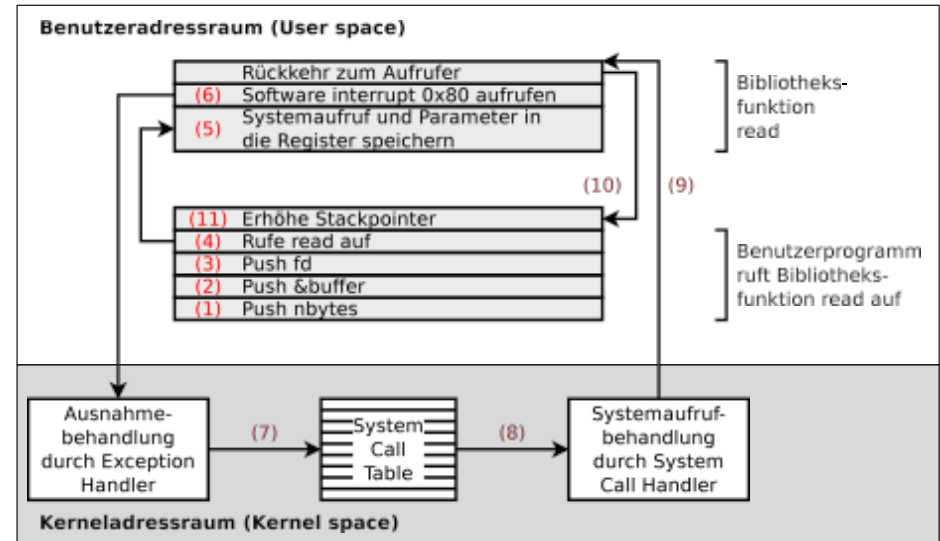 Benutzeradressraum (User space)
Rückkehr zum Aufrufer
(6) Software interrupt 0x80 aufrufen
(5) Systemaufruf und Parameter in
die Register speichern
Bibliotheks-
funktion
read
(10) (9)
(11) Erhöhe Stackpointer
(4) Rufe read auf
(3) Push fd
(2) Push &buffer
(1) Push nbytes
Benutzerprogramm
ruft Bibliotheks-
funktion read auf
Ausnahme-
behandlung
durch Exception
Handler
(7)
System
Call
Table
(8)
Systemaufruf-
behandlung
durch System
Call Handler
Kerneladressraum (Kernel space)